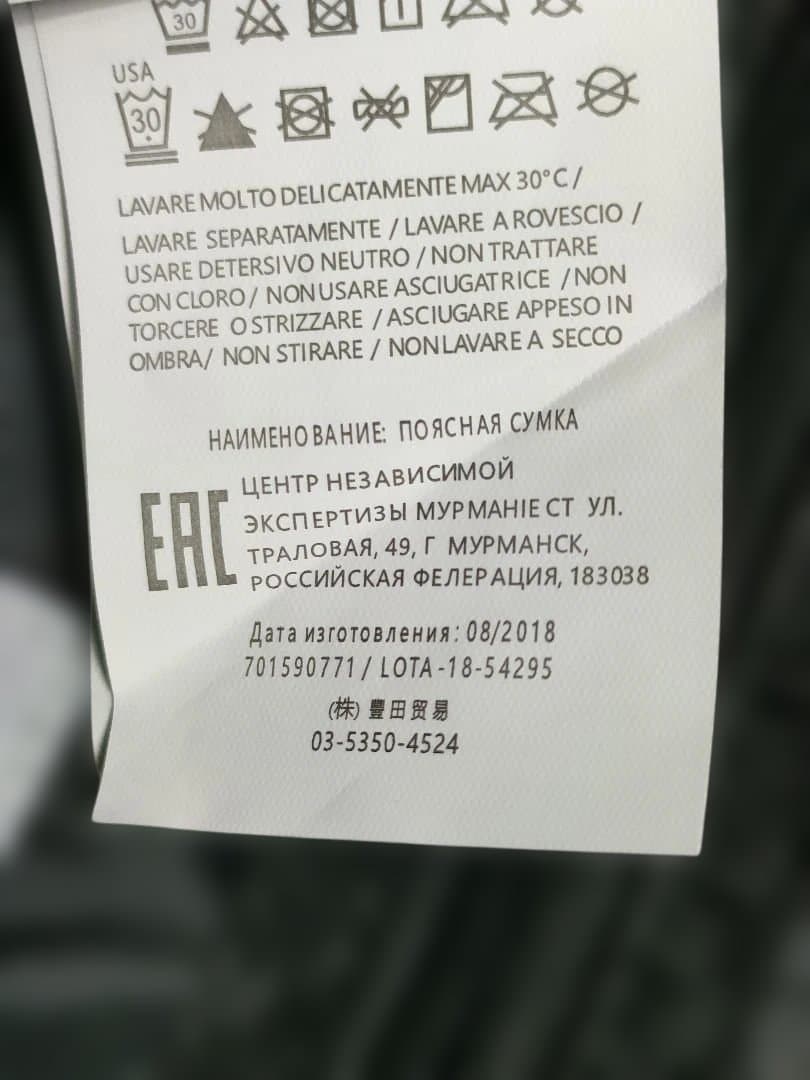 30
USA
30
LAVARE MOLTO DELICATAMENTE MAX 30°C /
LAVARE SEPARATAMENTE / LAVARE A ROVESCIO /
USARE DETERSIVO NEUTRO / NON TRATTARE
CON CLORO / NON USARE ASCIUGATRICE / NON
TORCERE O STRIZZARE / ASCIUGARE APPESO IN
OMBRA/ NON STIRARE / NON LAVARE A SECCO
НАИМЕНОВАНИЕ: ПОЯСНАЯ СУМКА
EAC
ЦЕНТР НЕЗАВИСИМОЙ
ЭКСПЕРТИЗЫ МУРМАНІЕ СТ УЛ.
ТРАЛОВАЯ, 49, Г МУРМАНСК,
РОССИЙСКАЯ ФЕЛЕРАЦИЯ, 183038
Дата изготовления: 08/2018
701590771 / LOTA-18-54295
(株) 豐田贸易
03-5350-4524